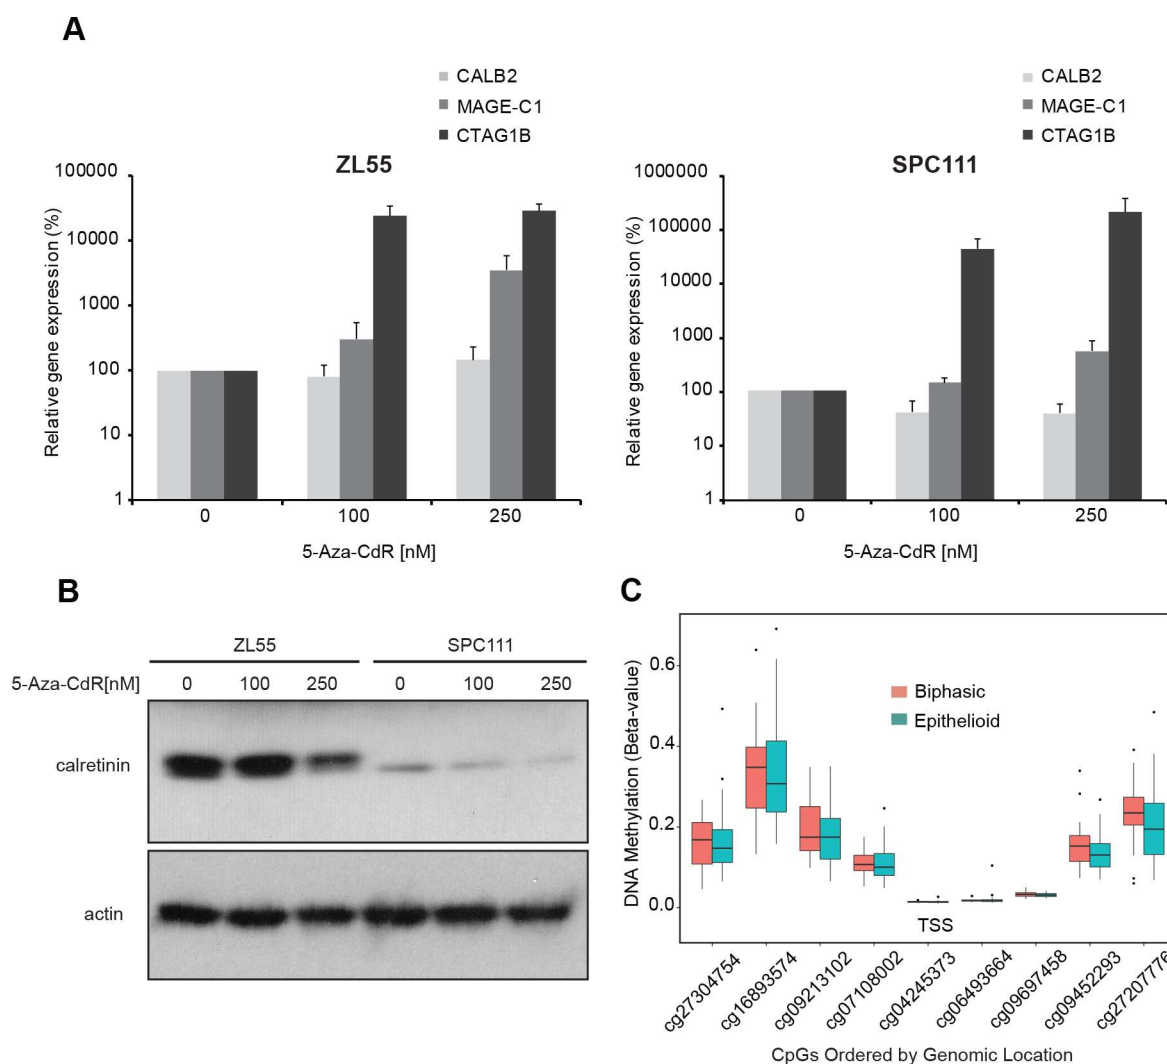 A
CALB2
MAGE-C1
CTAG1B
ZL55
100000
10000
1000
100
10
1
Relative gene expression (%)
0
100
250
5-Aza-CdR [nM]
CALB2
MAGE-C1
CTAG1B
SPC111
1000000
100000
10000
1000
100
10
1
Relative gene expression (%)
0
100
250
5-Aza-CdR [nM]
B
ZL55 SPC111
5-Aza-CdR[nM] 0 100 250 0 100 250
calretinin
actin
C
Biphasic
Epithelioid
0.6
0.4
0.2
0.0
DNA Methylation (Beta-value)
TSS
cg27304754
cg16893574
cg09213102
cg07108002
cg04245373
cg06493664
cg09697458
cg09452293
cg27207776
CpGs Ordered by Genomic Location